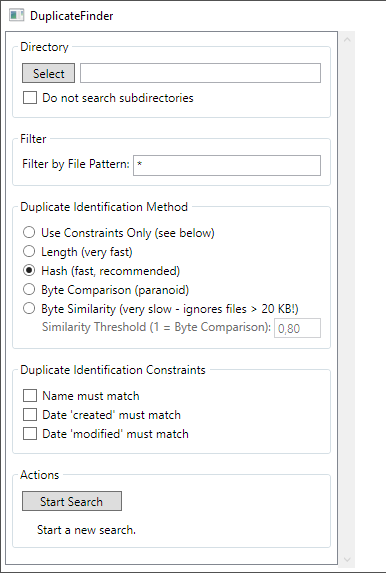 DuplicateFinder
Directory
Select
Do not search subdirectories
Filter
Filter by File Pattern: *
Duplicate Identification Method
Use Constraints Only (see below)
Length (very fast)
Hash (fast, recommended)
Byte Comparison (paranoid)
Byte Similarity (very slow - ignores files > 20 KB!)
Similarity Threshold (1 = Byte Comparison): 0,80
Duplicate Identification Constraints
Name must match
Date 'created' must match
Date 'modified' must match
Actions
Start Search
Start a new search.